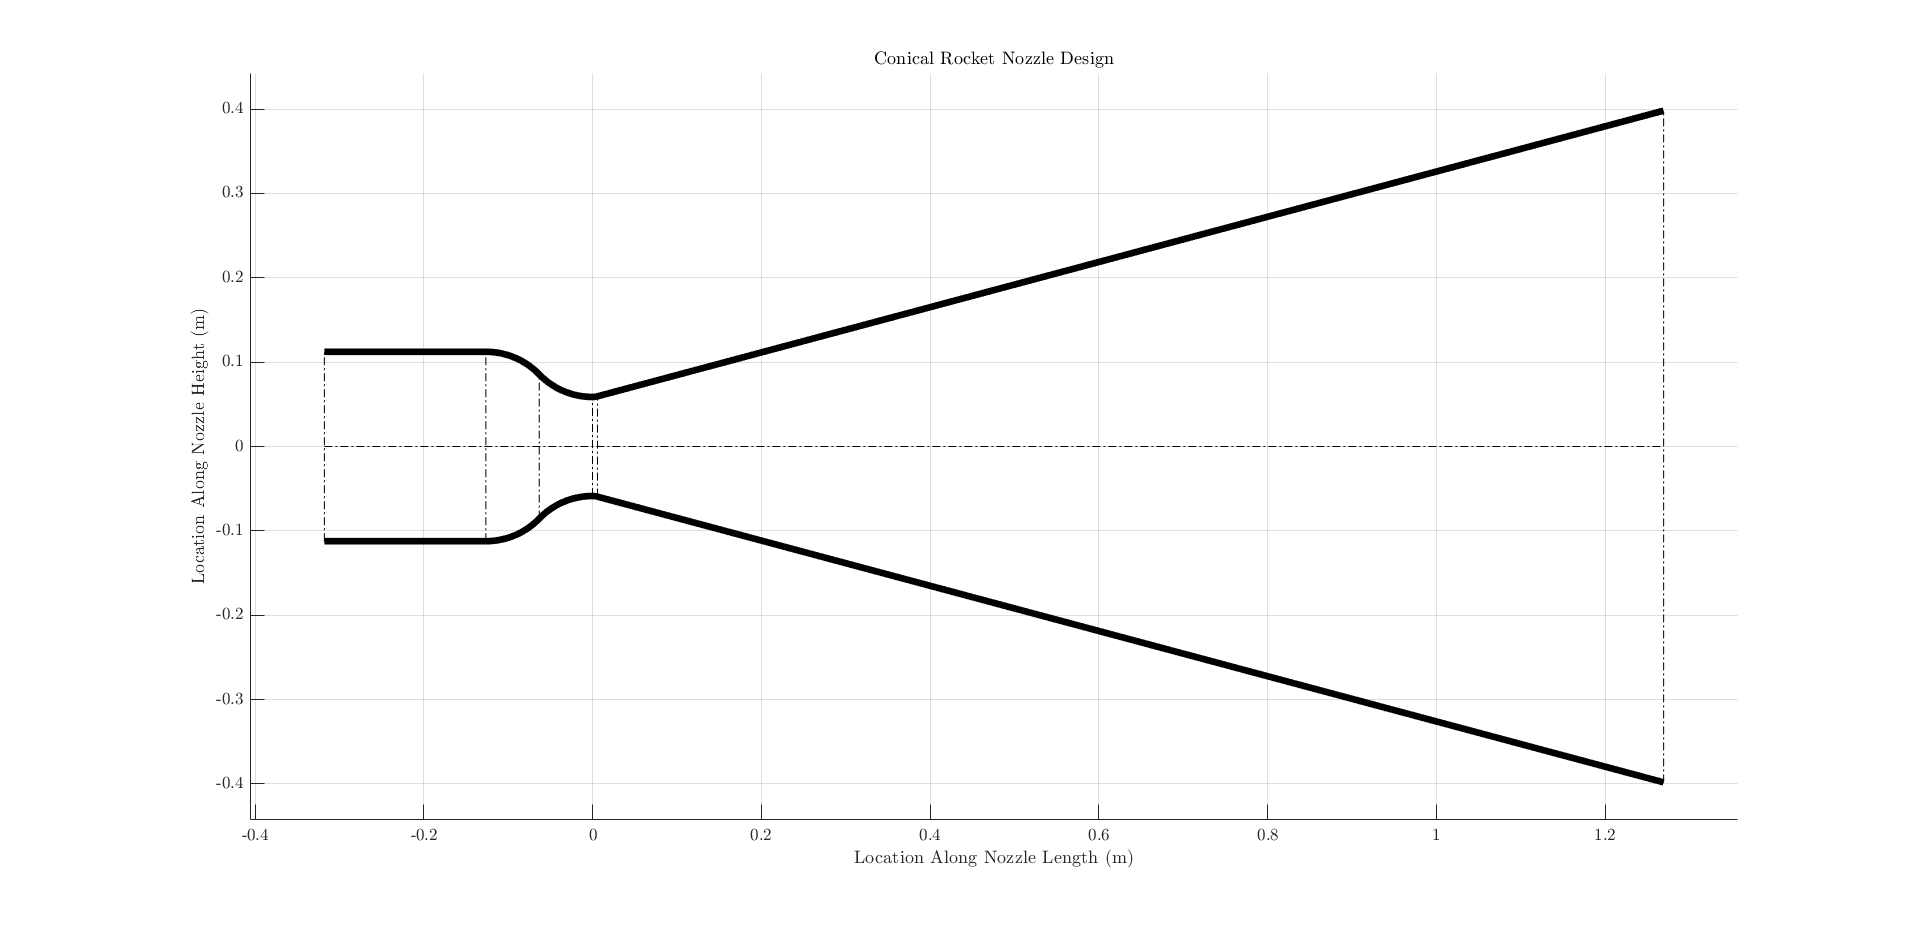 Conical Rocket Nozzle Design
Location Along Nozzle Height (m)
0.4
0.3
0.2
0.1
0
-0.1
-0.2
-0.3
-0.4
-0.4 -0.2 0 0.2 0.4 0.6 0.8 1 1.2
Location Along Nozzle Length (m)